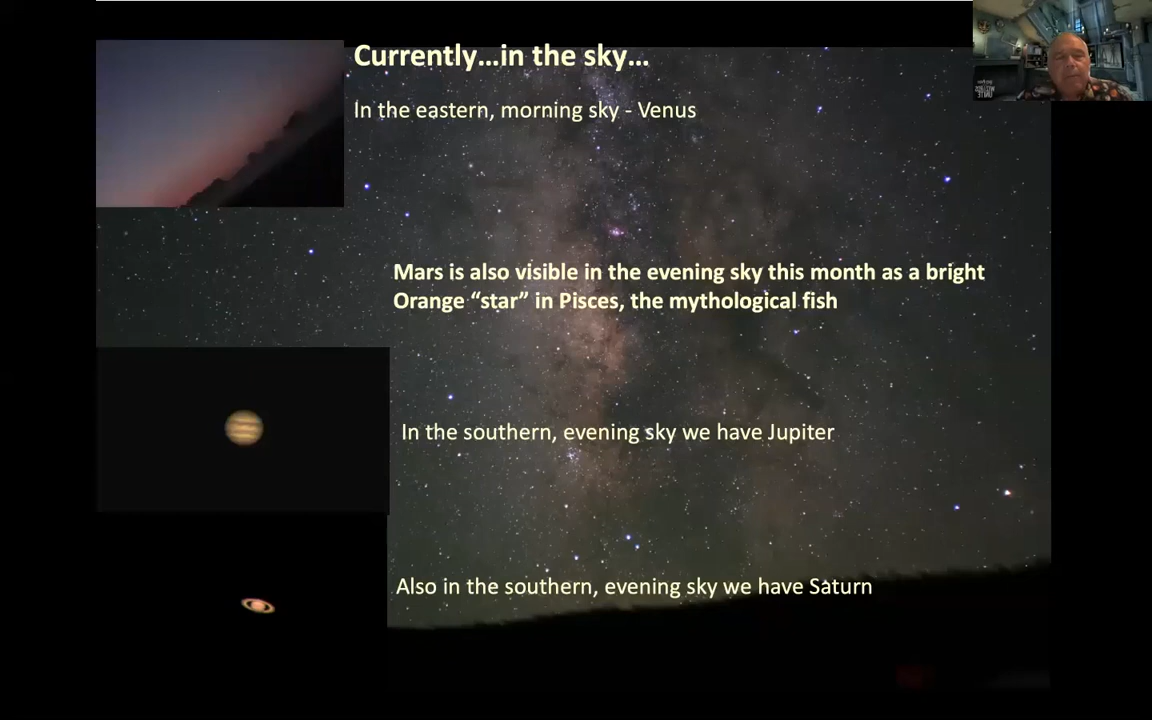 Currently...in the sky...
In the eastern, morning sky - Venus
Mars is also visible in the evening sky this month as a bright
Orange “star” in Pisces, the mythological fish
In the southern, evening sky we have Jupiter
Also in the southern, evening sky we have Saturn